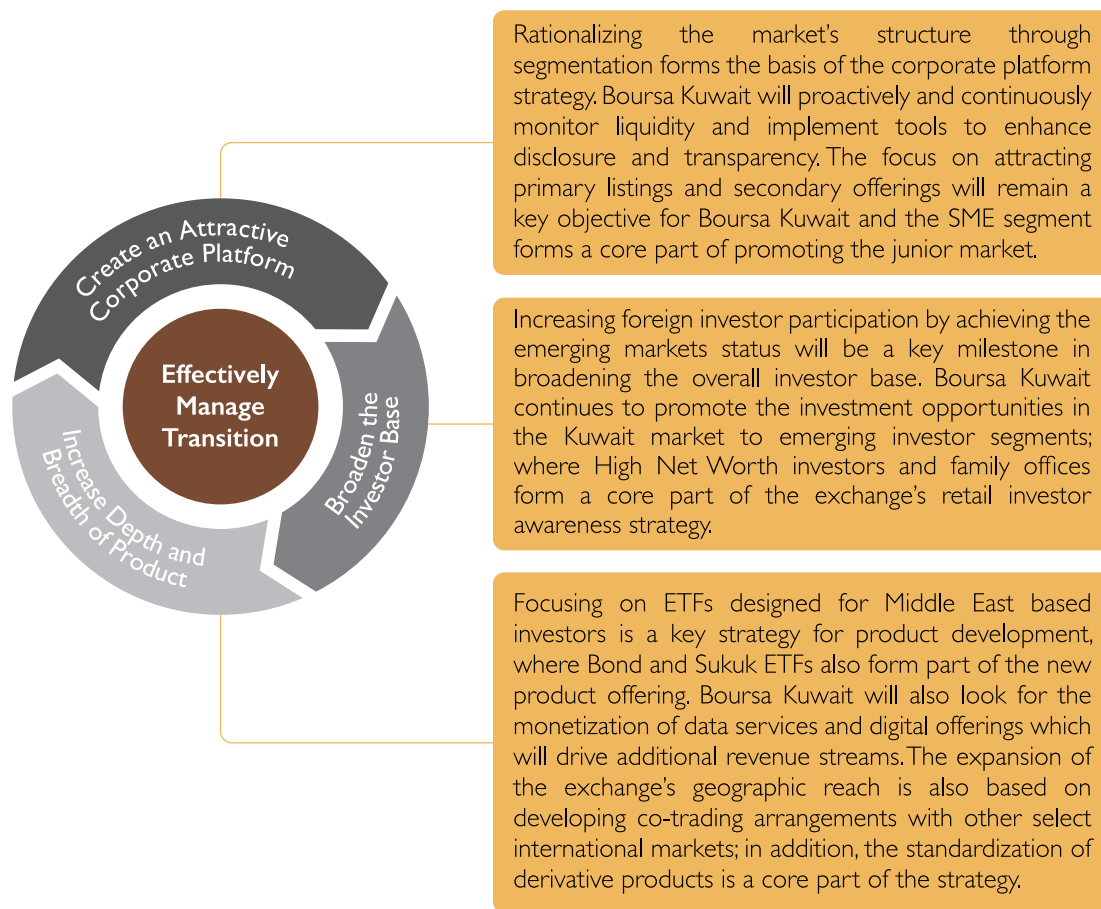 Create an Attractive
Corporate Platform
Effectively
Manage
Transition
Broaden the
Investor Base
Increase Depth and
Breadth of Product
Rationalizing the market's structure through
segmentation forms the basis of the corporate platform
strategy. Boursa Kuwait will proactively and continuously
monitor liquidity and implement tools to enhance
disclosure and transparency. The focus on attracting
primary listings and secondary offerings will remain a
key objective for Boursa Kuwait and the SME segment
forms a core part of promoting the junior market.
Increasing foreign investor participation by achieving the
emerging markets status will be a key milestone in
broadening the overall investor base. Boursa Kuwait
continues to promote the investment opportunities in
the Kuwait market to emerging investor segments;
where High Net Worth investors and family offices
form a core part of the exchange's retail investor
awareness strategy.
Focusing on ETFs designed for Middle East based
investors is a key strategy for product development,
where Bond and Sukuk ETFs also form part of the new
product offering. Boursa Kuwait will also look for the
monetization of data services and digital offerings which
will drive additional revenue streams. The expansion of
the exchange's geographic reach is also based on
developing co-trading arrangements with other select
international markets; in addition, the standardization of
derivative products is a core part of the strategy.